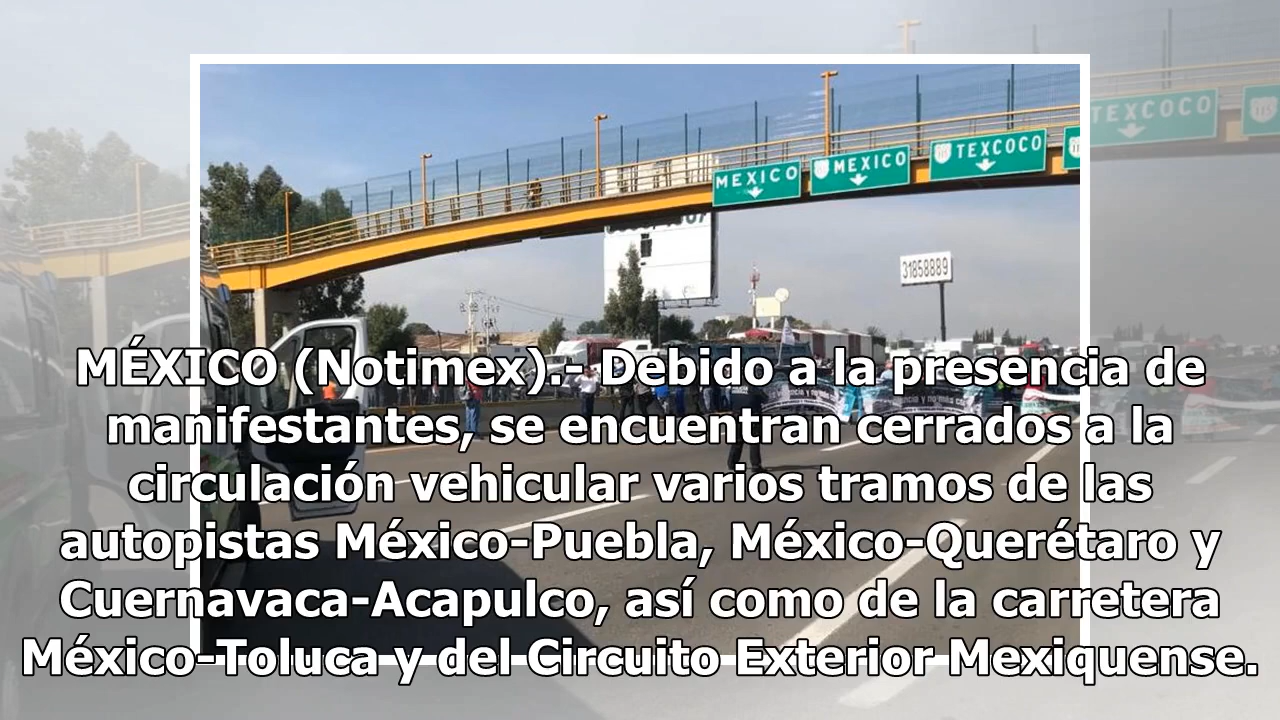 MEXICO
MEXICO
TEXCOCO
TEXCOCO
31858889
MÉXICO (Notimex).- Debido a la presencia de
manifestantes, se encuentran cerrados a la
circulación vehicular varios tramos de las
autopistas México-Puebla, México-Querétaro y
Cuernavaca-Acapulco, así como de la carretera
México-Toluca y del Circuito Exterior Mexiquense.